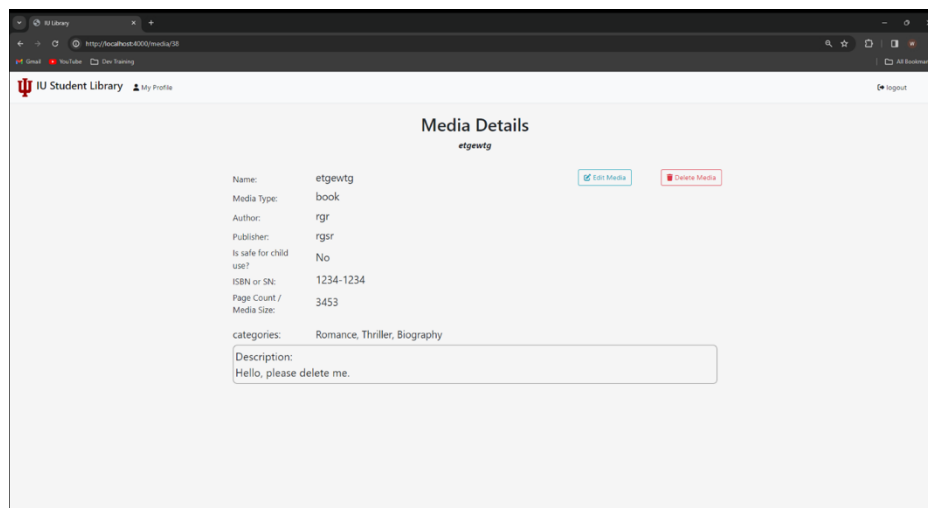 IU Library
http://localhost:4000/media/38
Gmail YouTube Dev Training All Bookmar
IU Student Library My Profile logout
Media Details
etgewtg
Name: etgewtg Edit Media Delete Media
Media Type: book
Author: rgr
Publisher: rgsr
Is safe for child use? No
ISBN or SN: 1234-1234
Page Count / Media Size: 3453
categories: Romance, Thriller, Biography
Description:
Hello, please delete me.